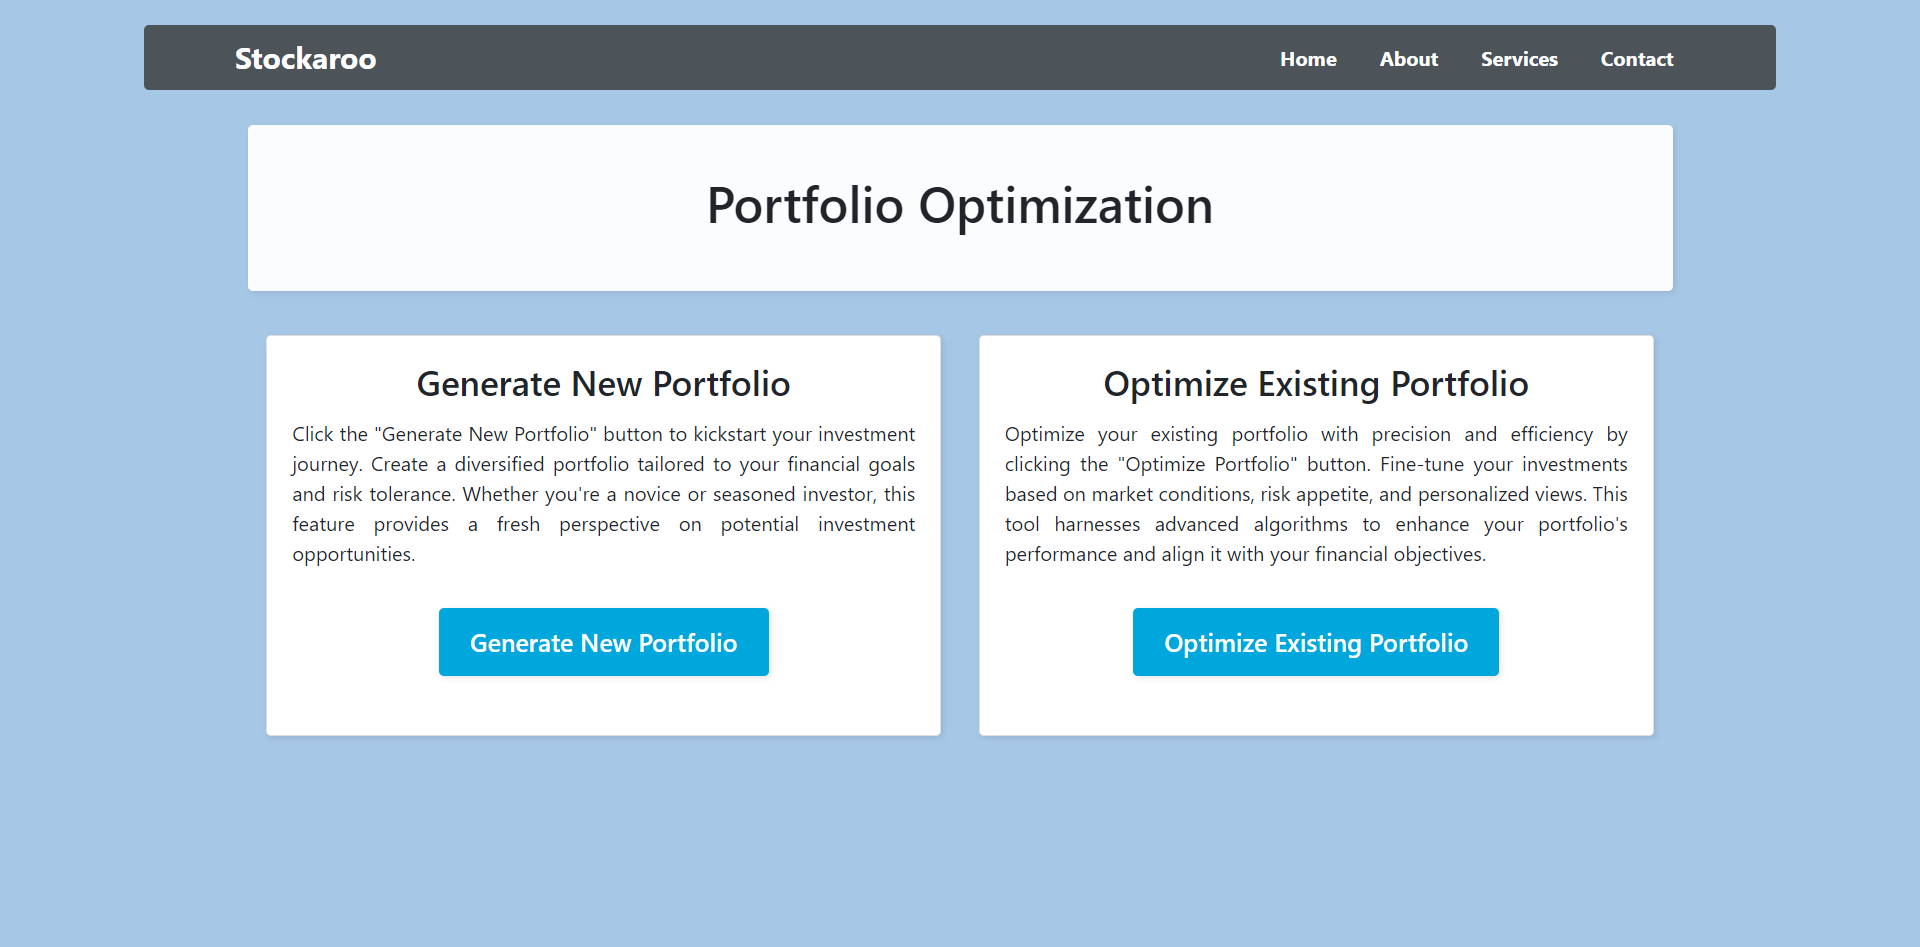 Stockaroo
Home About Services Contact
Portfolio Optimization
Generate New Portfolio
Click the "Generate New Portfolio" button to kickstart your investment
journey. Create a diversified portfolio tailored to your financial goals
and risk tolerance. Whether you're a novice or seasoned investor, this
feature provides a fresh perspective on potential investment
opportunities.
Generate New Portfolio
Optimize Existing Portfolio
Optimize your existing portfolio with precision and efficiency by
clicking the "Optimize Portfolio" button. Fine-tune your investments
based on market conditions, risk appetite, and personalized views. This
tool harnesses advanced algorithms to enhance your portfolio's
performance and align it with your financial objectives.
Optimize Existing Portfolio